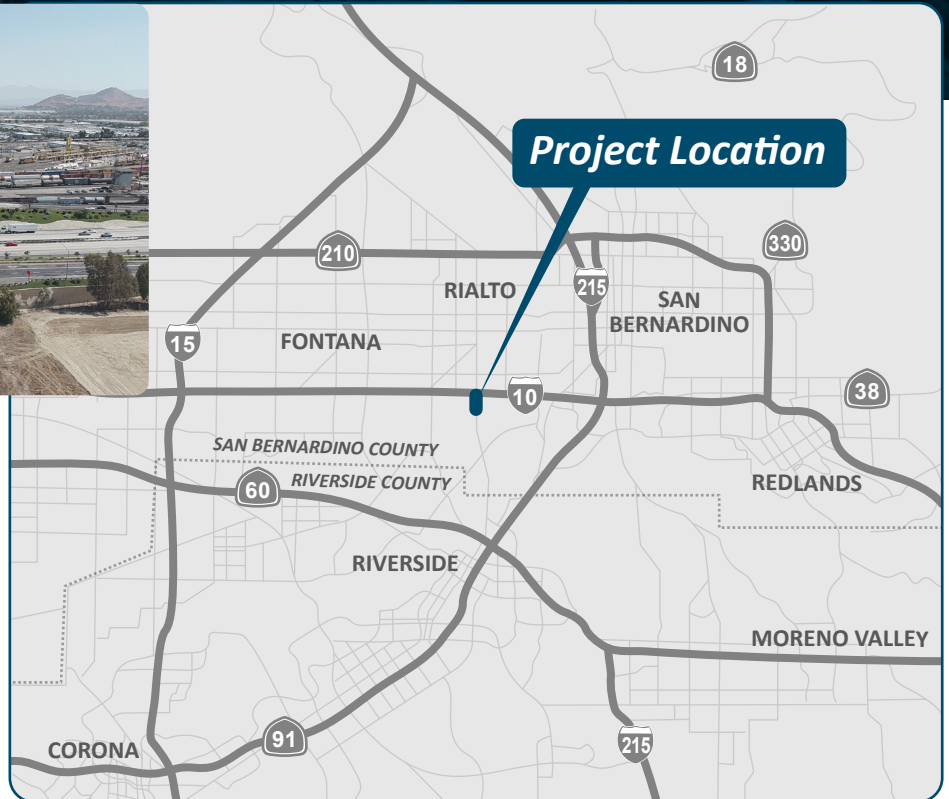 18
Project Location
330
210
215
RIALTO
SAN
BERNARDINO
FONTANA
15
10
38
SAN BERNARDINO COUNTY
RIVERSIDE COUNTY
60
REDLANDS
RIVERSIDE
MORENO VALLEY
91
215
CORONA